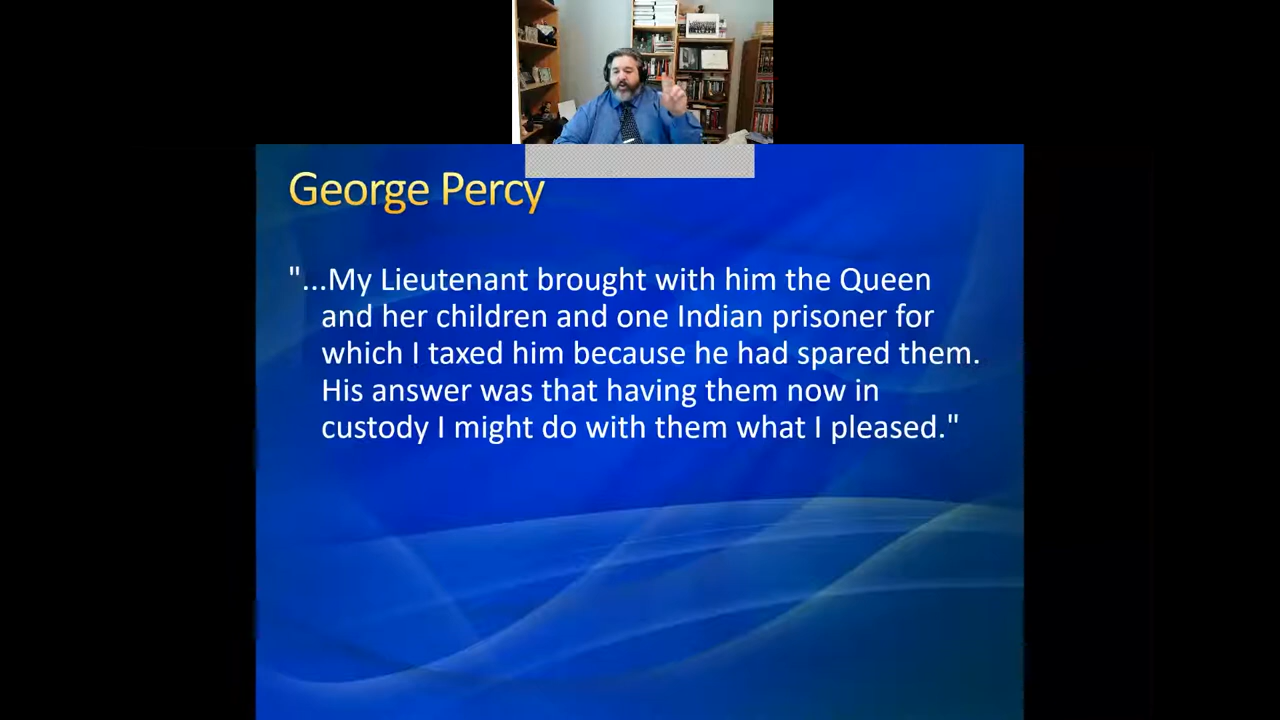 George Percy
"...My Lieutenant brought with him the Queen
and her children and one Indian prisoner for
which I taxed him because he had spared them.
His answer was that having them now in
custody I might do with them what I pleased."